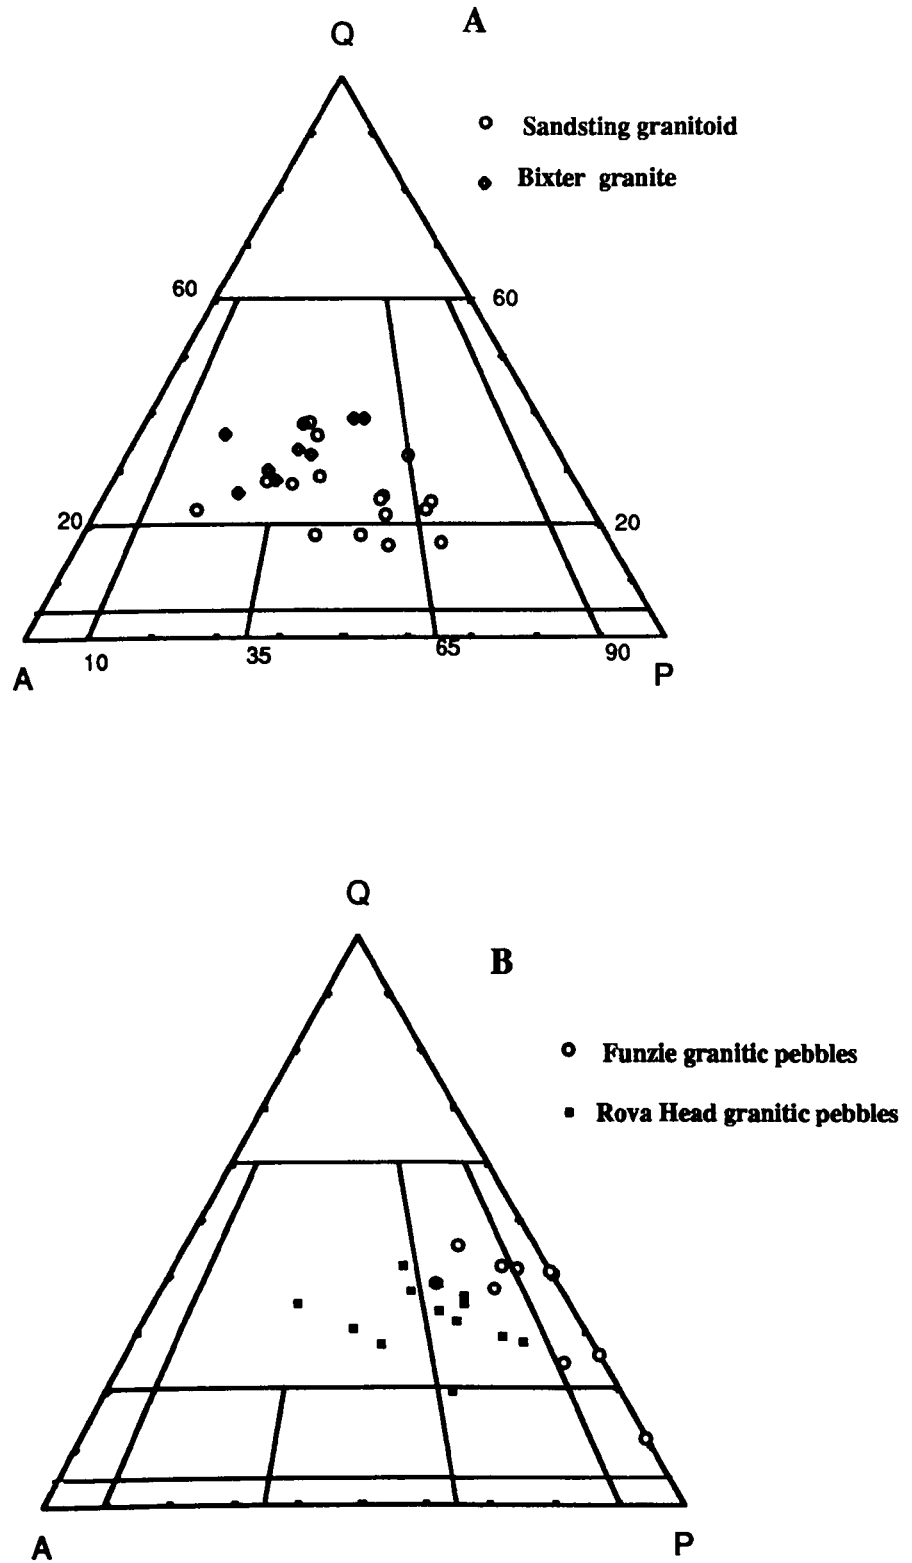 A
Q
Sandsting granitoid
Bixter granite
60 60
20 20
10 35 65 90
A P
Q
B
Funzie granitic pebbles
Rova Head granitic pebbles
A P